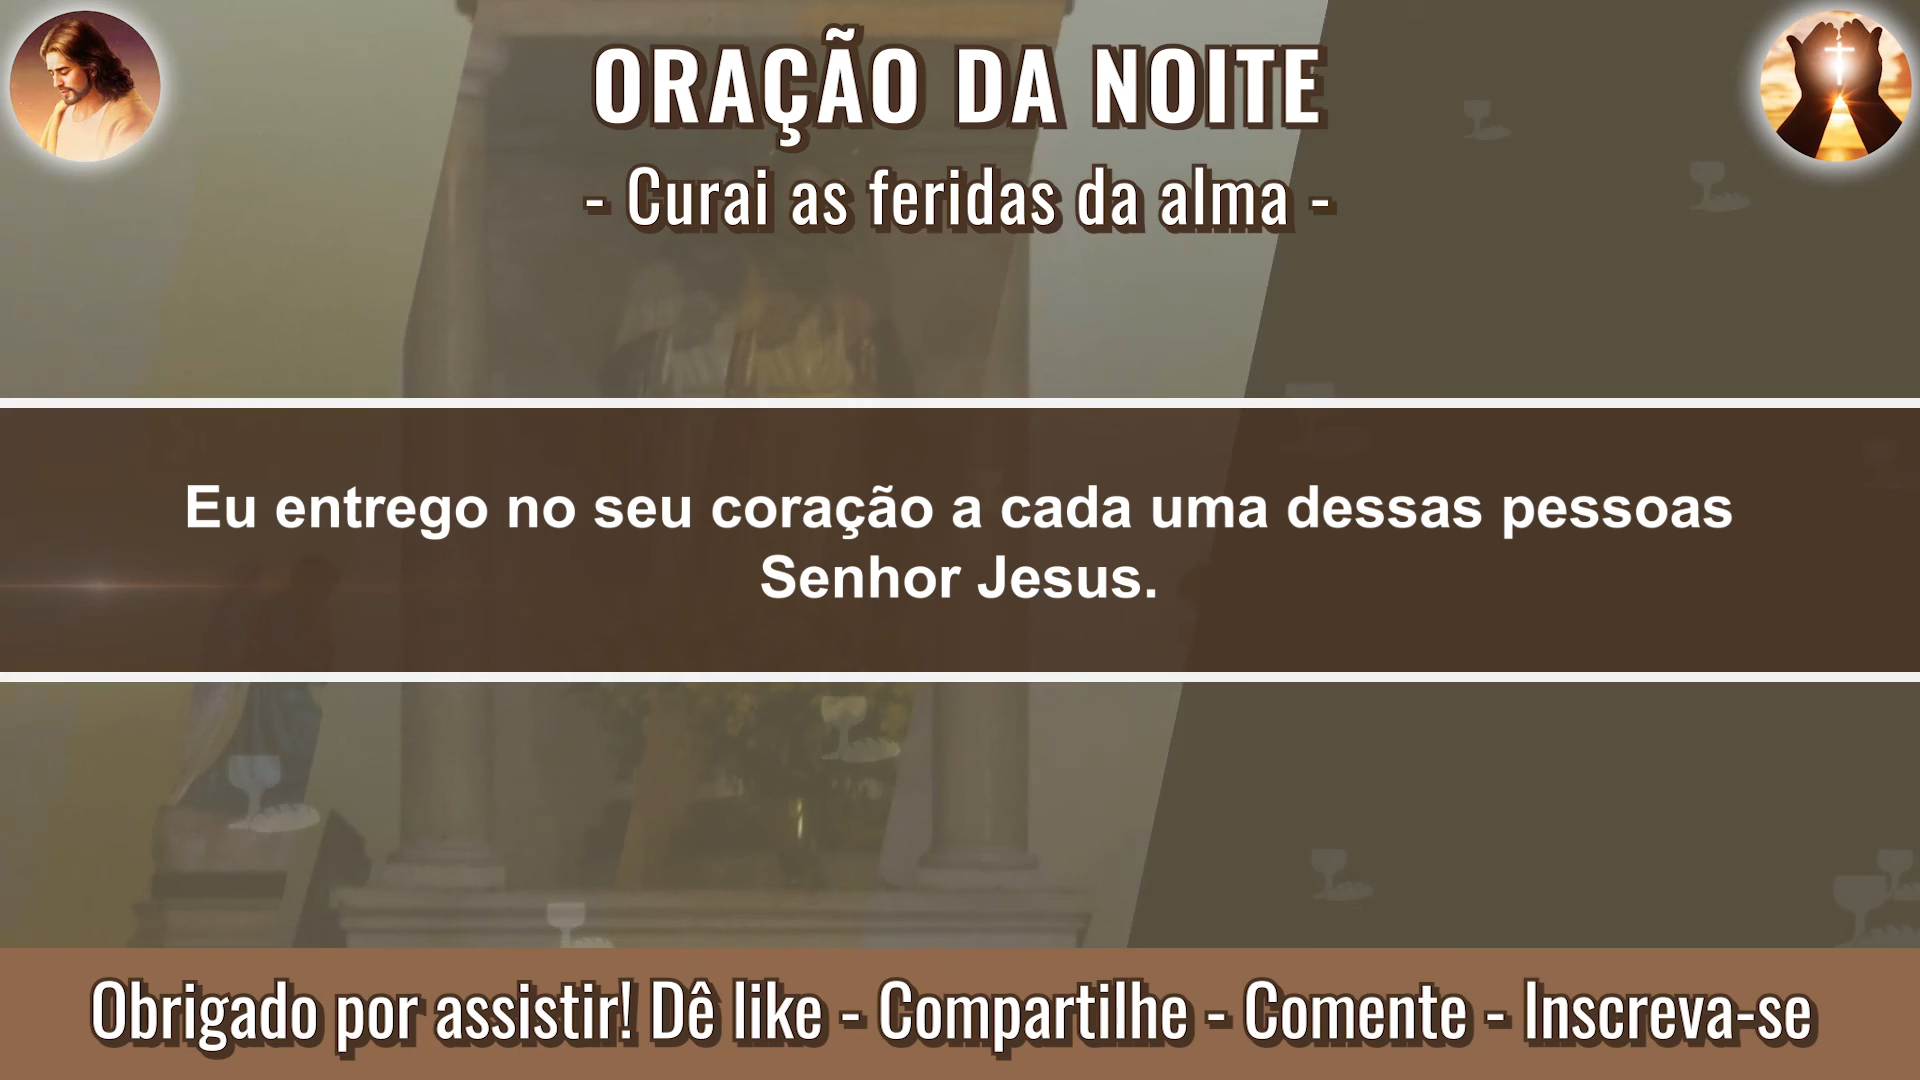 ORAÇÃO DA NOITE
- Curai as feridas da alma -
Eu entrego no seu coração a cada uma dessas pessoas
Senhor Jesus.
Obrigado por assistir! Dê like - Compartilhe - Comente - Inscreva-se